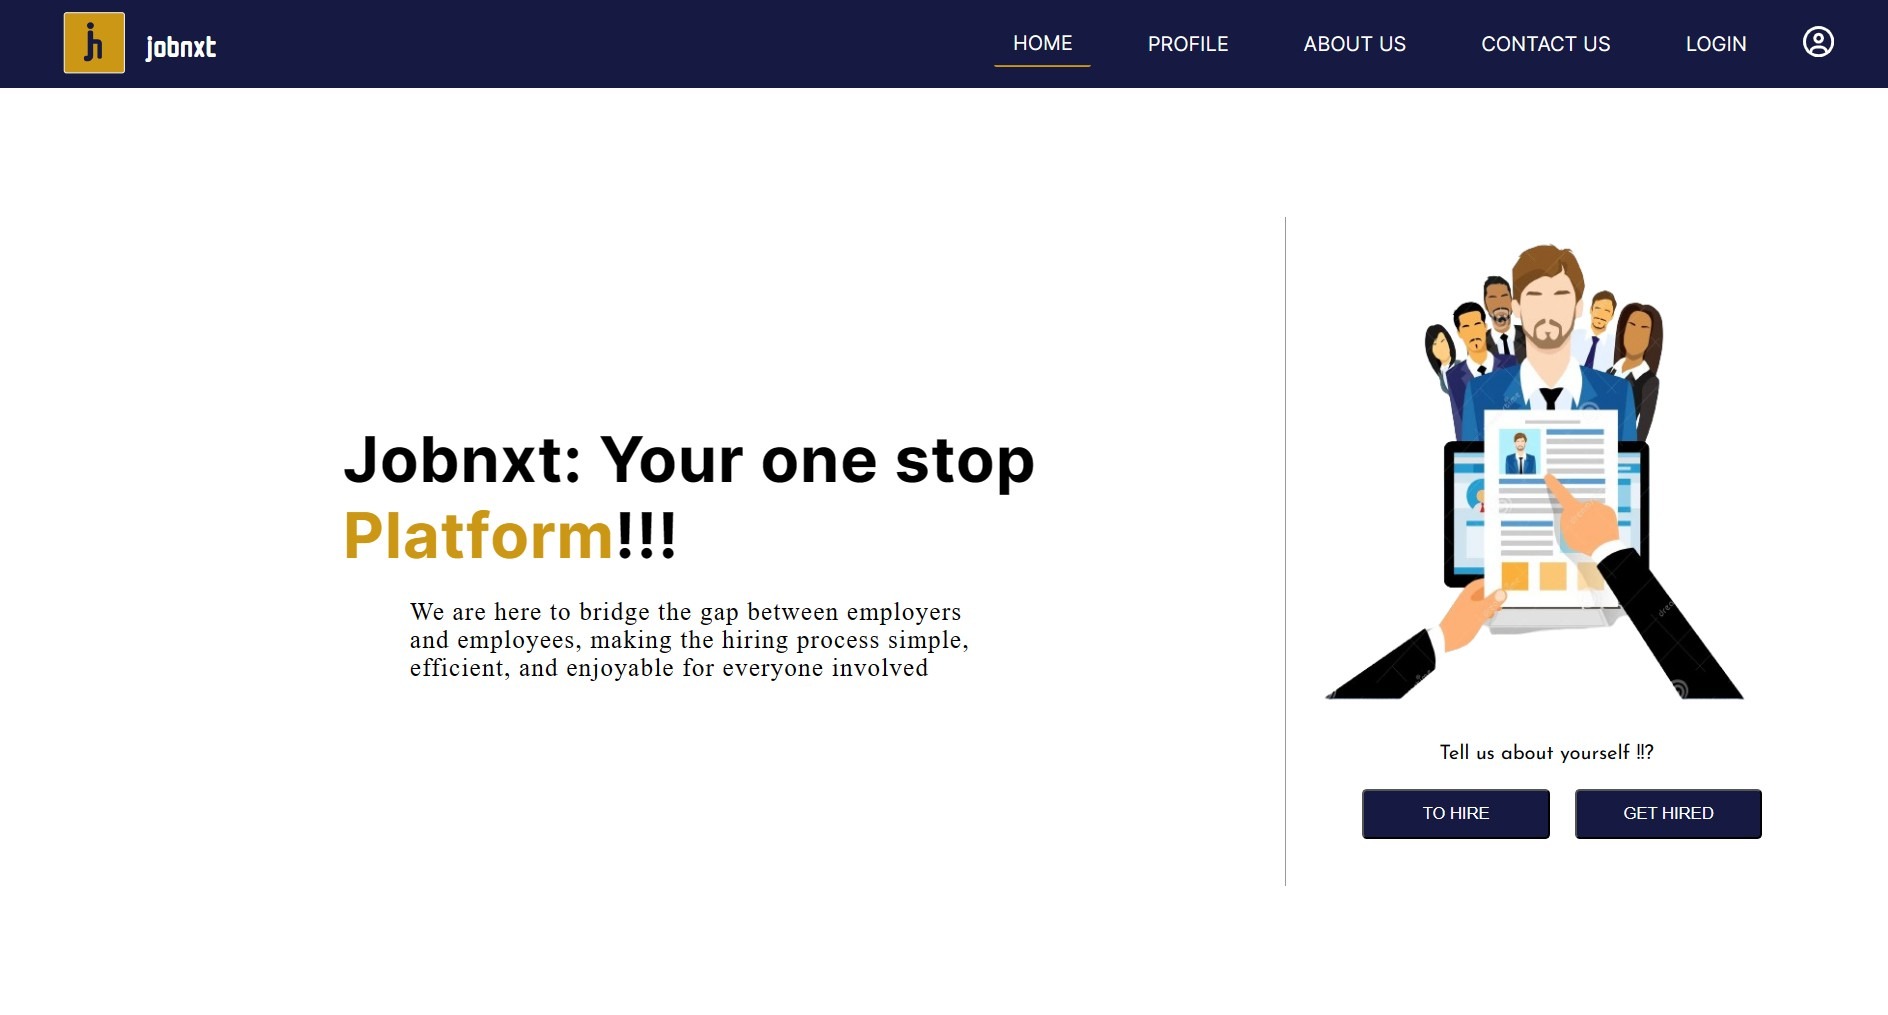 jh
jobnxt
HOME
PROFILE
ABOUT US
CONTACT US
LOGIN
Jobnxt: Your one stop
Platform!!!
We are here to bridge the gap between employers
and employees, making the hiring process simple,
efficient, and enjoyable for everyone involved
Tell us about yourself !!?
TO HIRE
GET HIRED